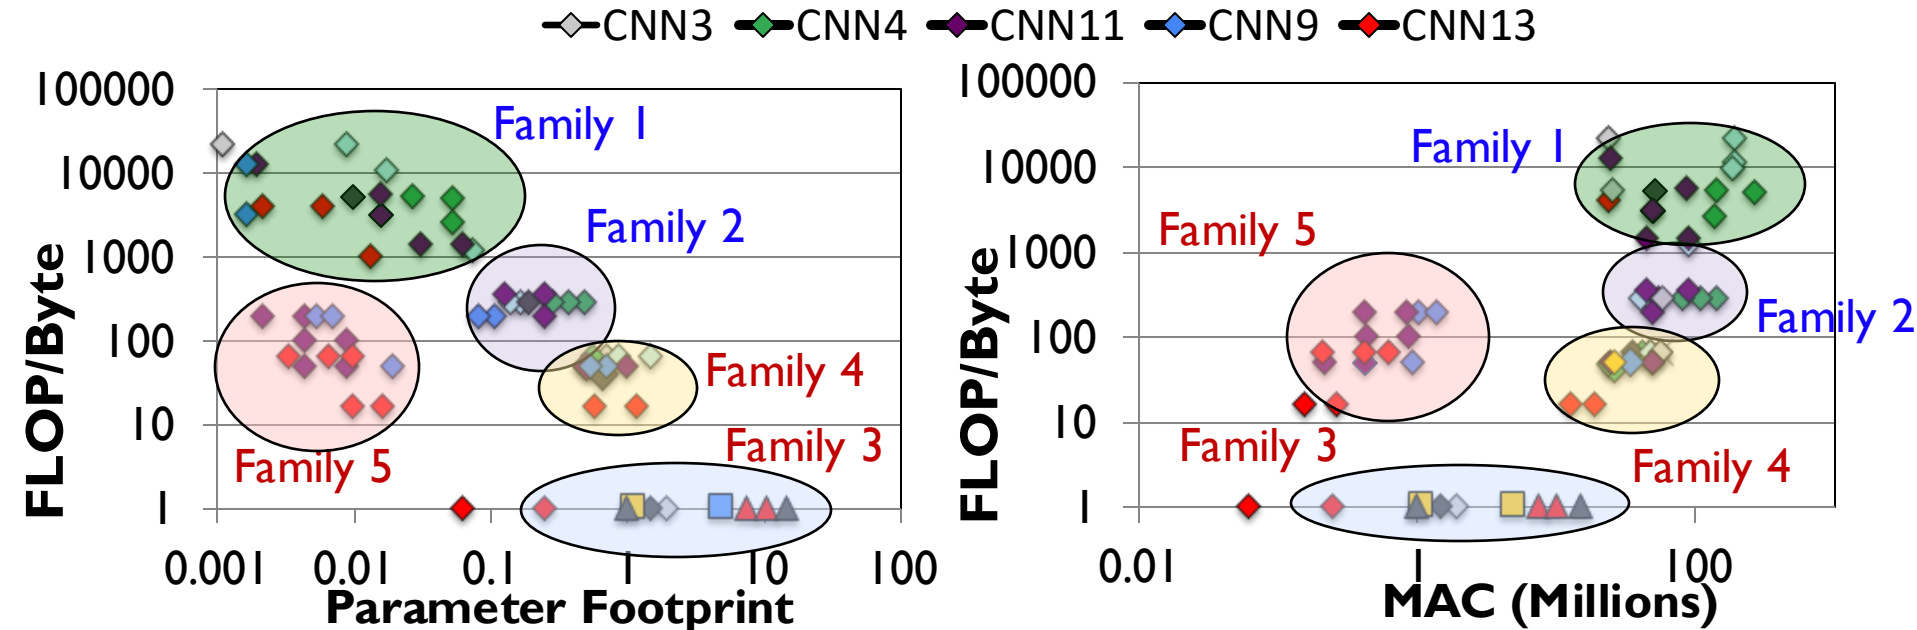 CNN3 CNN4 CNN11 CNN9 CNN13
FLOP/Byte
100000
10000
1000
100
10
1
Family 1
Family 2
Family 4
Family 3
Family 5
0.001 0.01 0.1 1 10 100
Parameter Footprint
FLOP/Byte
100000
10000
1000
100
10
1
Family 1
Family 5
Family 2
Family 3
Family 4
0.01 1 100
MAC (Millions)